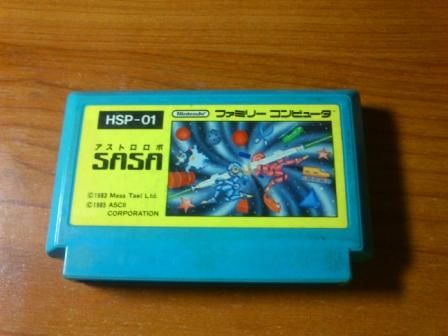 HSP-01
Nintendo ファミリー コンピュータ
アストロロボ
SASA
©1983 Mass Tael Ltd.
©1985 ASCII
CORPORATION